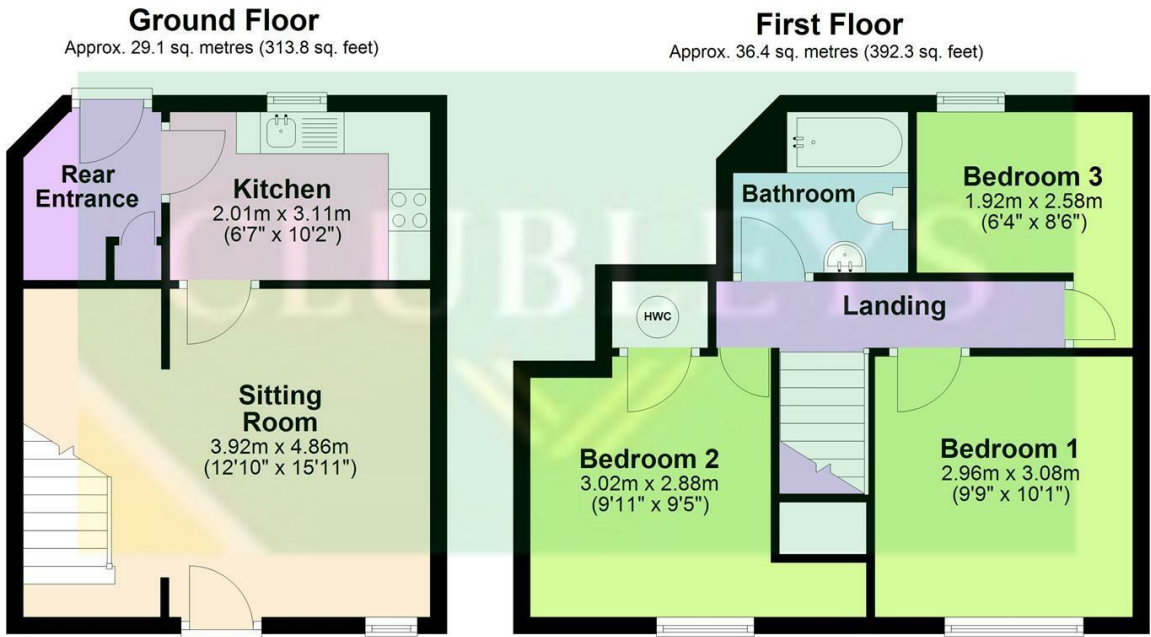 Ground Floor
Approx. 29.1 sq. metres (313.8 sq. feet)
First Floor
Approx. 36.4 sq. metres (392.3 sq. feet)
Rear
Entrance
Kitchen
2.01m x 3.11m
(6'7" x 10'2")
Sitting
Room
3.92m x 4.86m
(12'10" x 15'11")
Bathroom
Bedroom 3
1.92m x 2.58m
(6'4" x 8'6")
HWC
Landing
Bedroom 2
3.02m x 2.88m
(9'11" x 9'5")
Bedroom 1
2.96m x 3.08m
(9'9" x 10'1")
CLUBLEYS